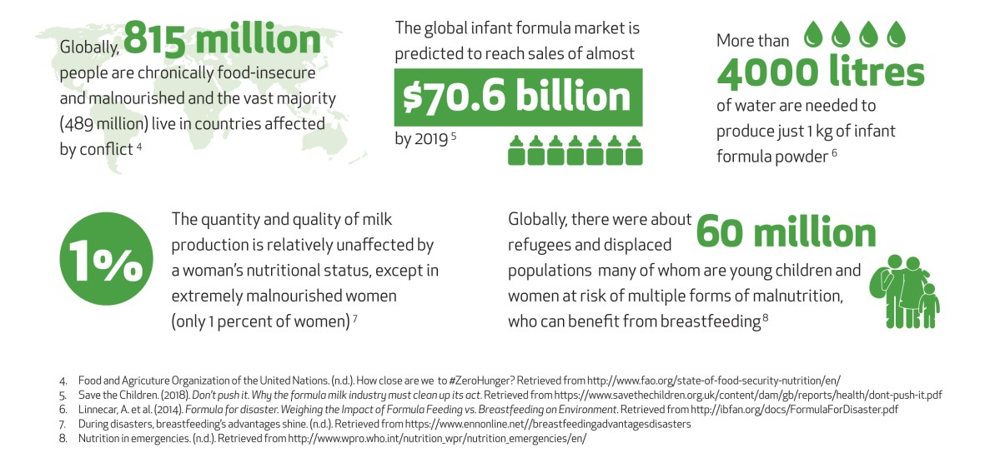 Globally, 815 million
people are chronically food-insecure
and malnourished and the vast majority
(489 million) live in countries affected
by conflict 4
The global infant formula market is
predicted to reach sales of almost
$70.6 billion
by 2019 5
More than
4000 litres
of water are needed to
produce just 1 kg of infant
formula powder 6
1%
The quantity and quality of milk
production is relatively unaffected by
a woman's nutritional status, except in
extremely malnourished women
(only 1 percent of women) 7
Globally, there were about 60 million
refugees and displaced
populations many of whom are young children and
women at risk of multiple forms of malnutrition,
who can benefit from breastfeeding 8
4. Food and Agricuture Organization of the United Nations. (n.d.). How close are we to #ZeroHunger? Retrieved from http://www.fao.org/state-of-food-security-nutrition/en/
5. Save the Children. (2018). Don't push it. Why the formula milk industry must clean up its act. Retrieved from https://www.savethechildren.org.uk/content/dam/gb/reports/health/dont-push-it.pdf
6. Linnecar, A. et al. (2014). Formula for disaster. Weighing the Impact of Formula Feeding vs. Breastfeeding on Environment. Retrieved from http://ibfan.org/docs/FormulaForDisaster.pdf
7. During disasters, breastfeeding's advantages shine. (n.d.). Retrieved from https://www.ennonline.net//breastfeedingadvantagesdisasters
8. Nutrition in emergencies. (n.d.). Retrieved from http://www.wpro.who.int/nutrition_wpr/nutrition_emergencies/en/